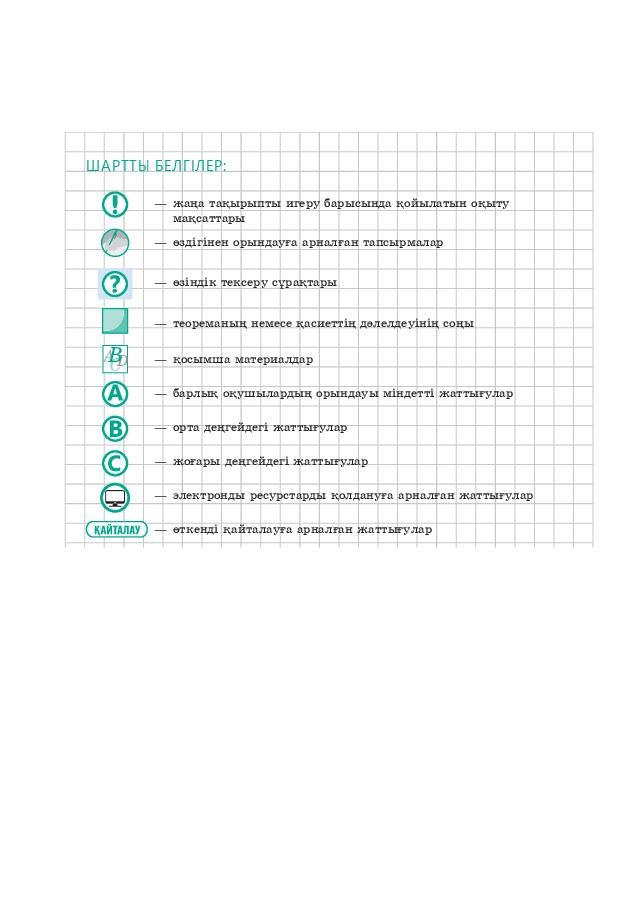 ШАРТТЫ БЕЛГІЛЕР:
! — жаңа тақырыпты игеру барысында қойылатын оқыту
мақсаттары
— өздігінен орындауға арналған тапсырмалар
? — өзіндік тексеру сұрақтары
— теореманың немесе қасиеттің дәлелдеуінің соңы
ABCD — қосымша материалдар
A — барлық оқушылардың орындауы міндетті жаттығулар
B — орта деңгейдегі жаттығулар
C — жоғары деңгейдегі жаттығулар
— электронды ресурстарды қолдануға арналған жаттығулар
ҚАЙТАЛАУ — өткенді қайталауға арналған жаттығулар